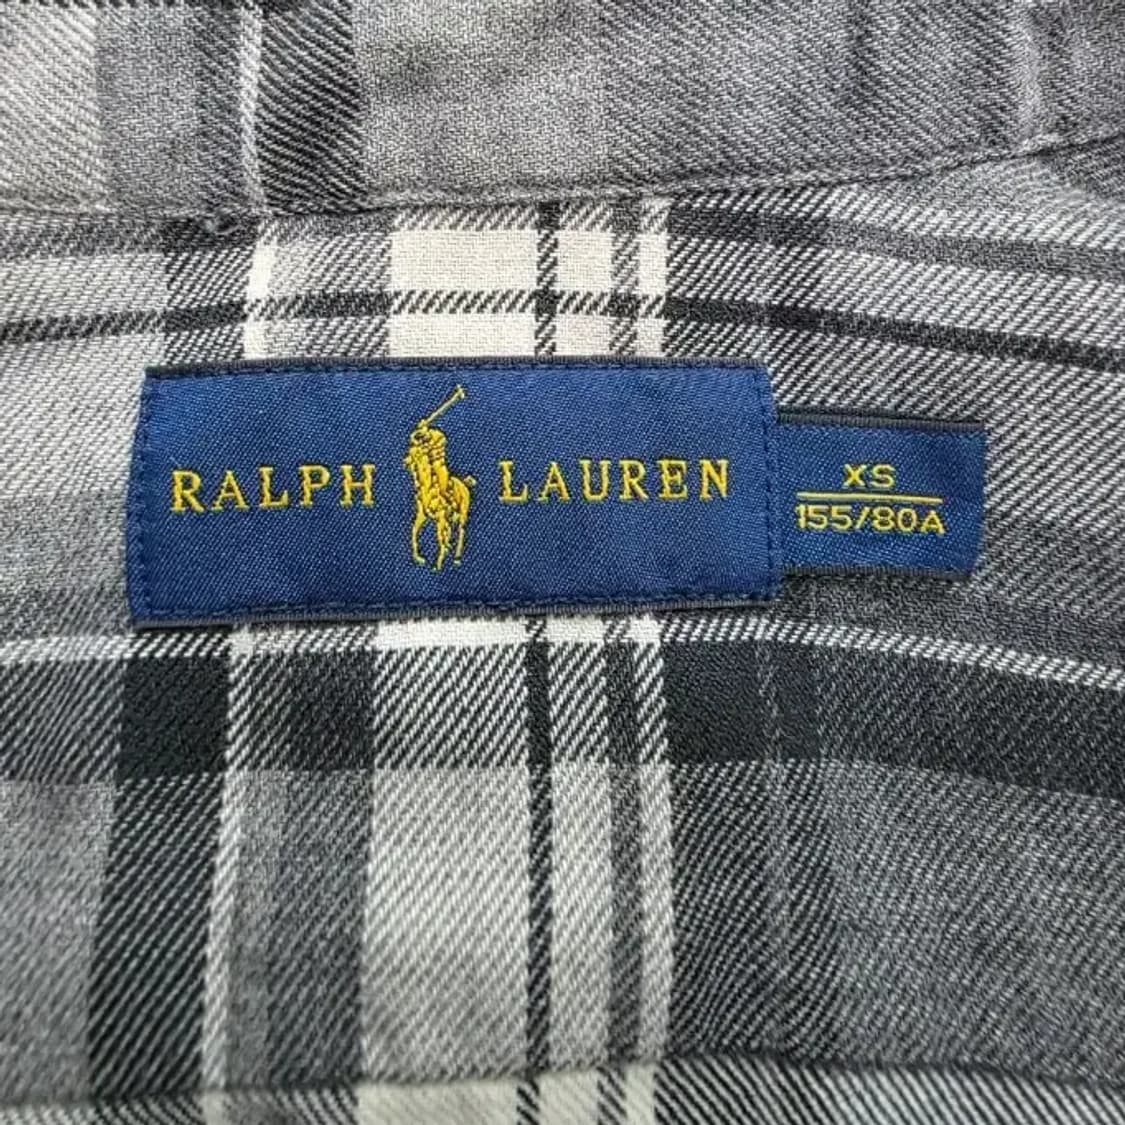 RALPH LAUREN
XS
155/80A